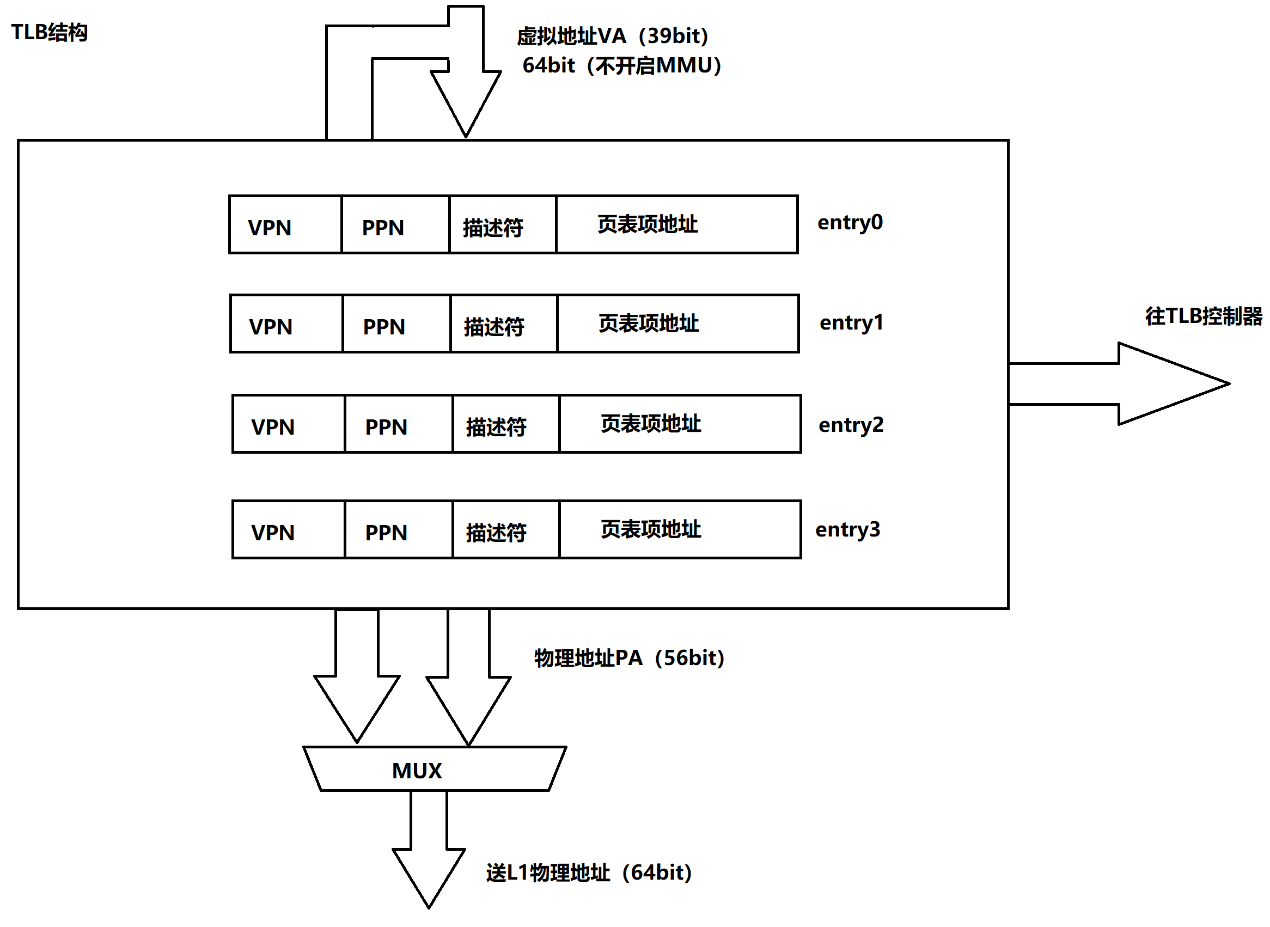 TLB结构
虚拟地址VA（39bit）
64bit（不开启MMU）
VPN PPN 描述符 页表项地址 entry0
VPN PPN 描述符 页表项地址 entry1
往TLB控制器
VPN PPN 描述符 页表项地址 entry2
VPN PPN 描述符 页表项地址 entry3
物理地址PA（56bit）
MUX
送L1物理地址（64bit）